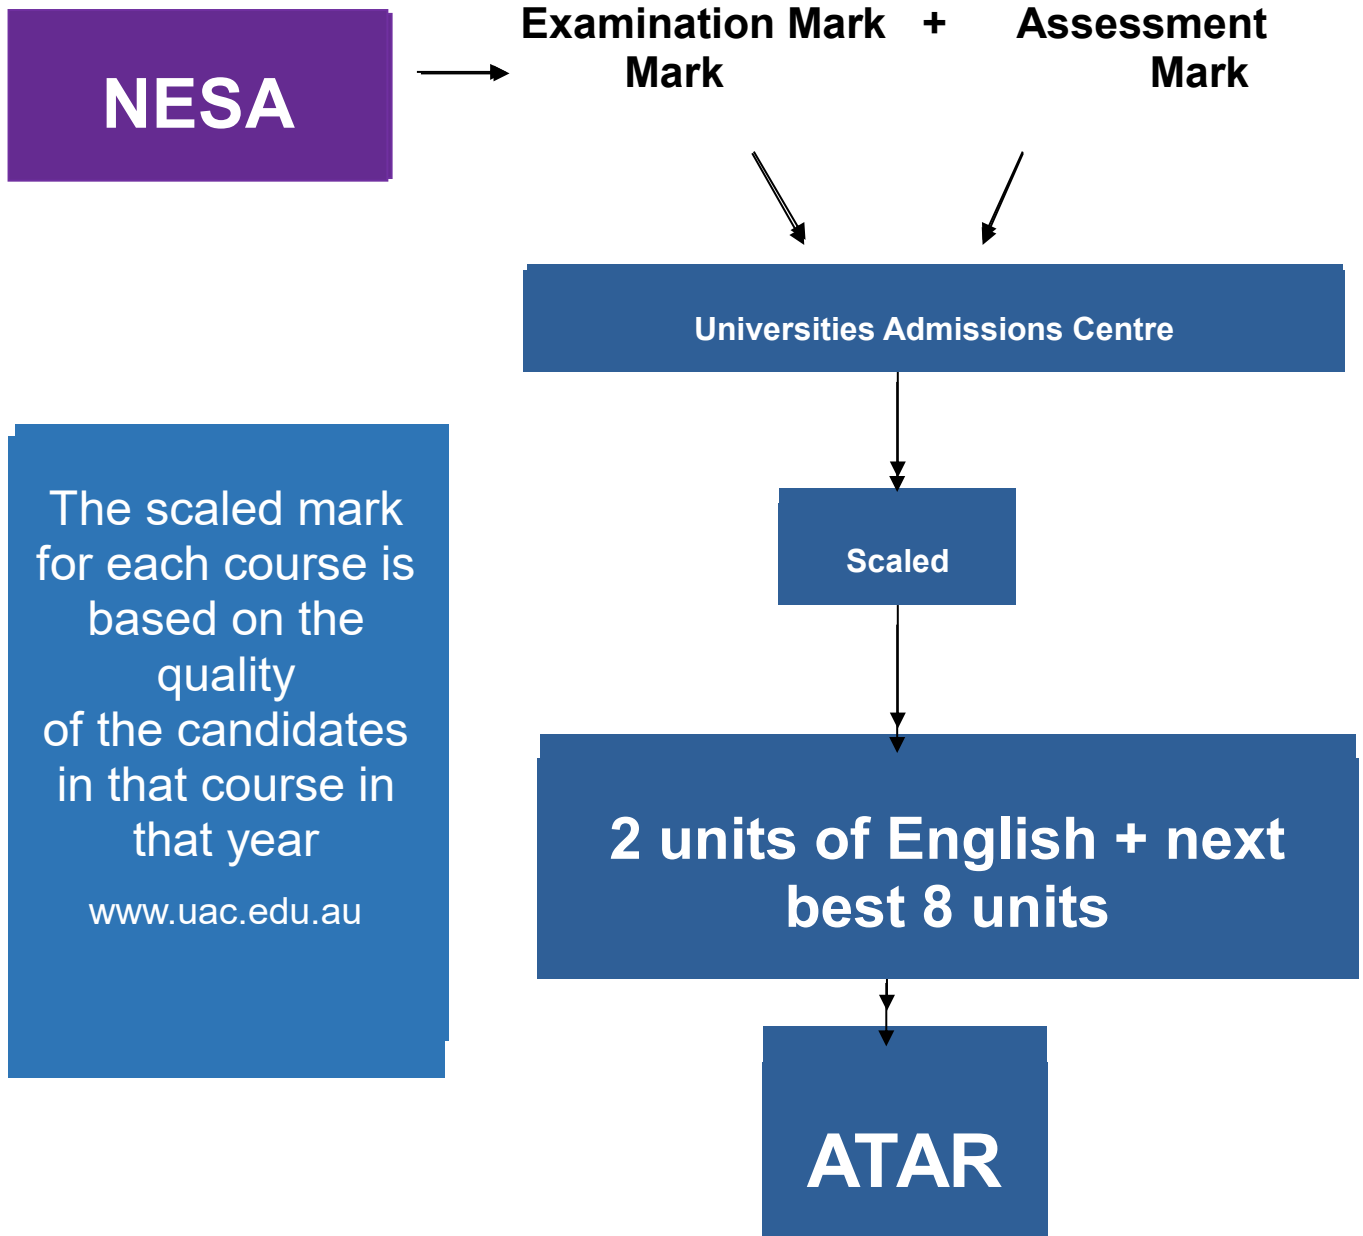 NESA
Examination Mark + Assessment
Mark Mark
Universities Admissions Centre
The scaled mark
for each course is
based on the
quality
of the candidates
in that course in
that year
www.uac.edu.au
Scaled
2 units of English + next
best 8 units
ATAR